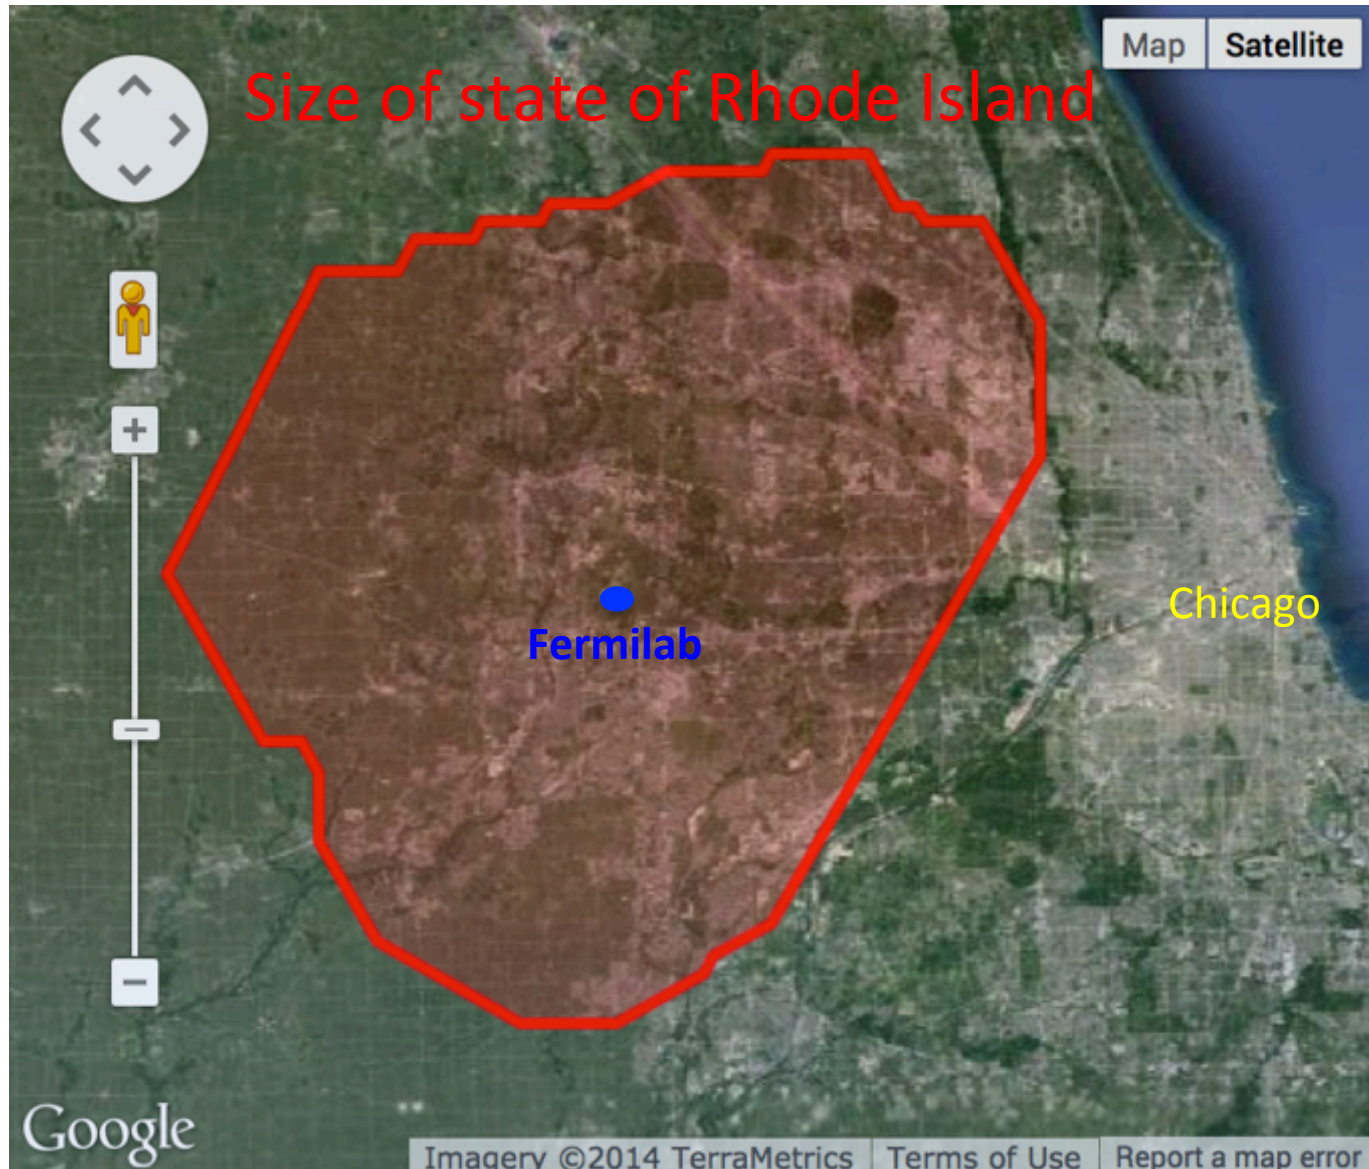 Map Satellite
Size of state of Rhode Island
+
Fermilab
Chicago
−
Google
Imagery ©2014 TerraMetrics Terms of Use Report a map error